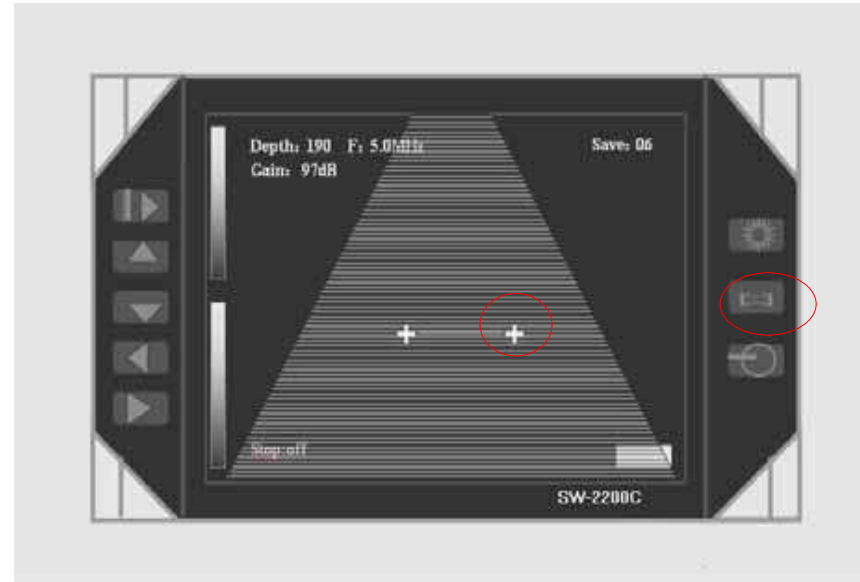 Depth: 190 F: 5.0MHz
Save: 06
Gain: 97dB
Stop:off
SW-2200C